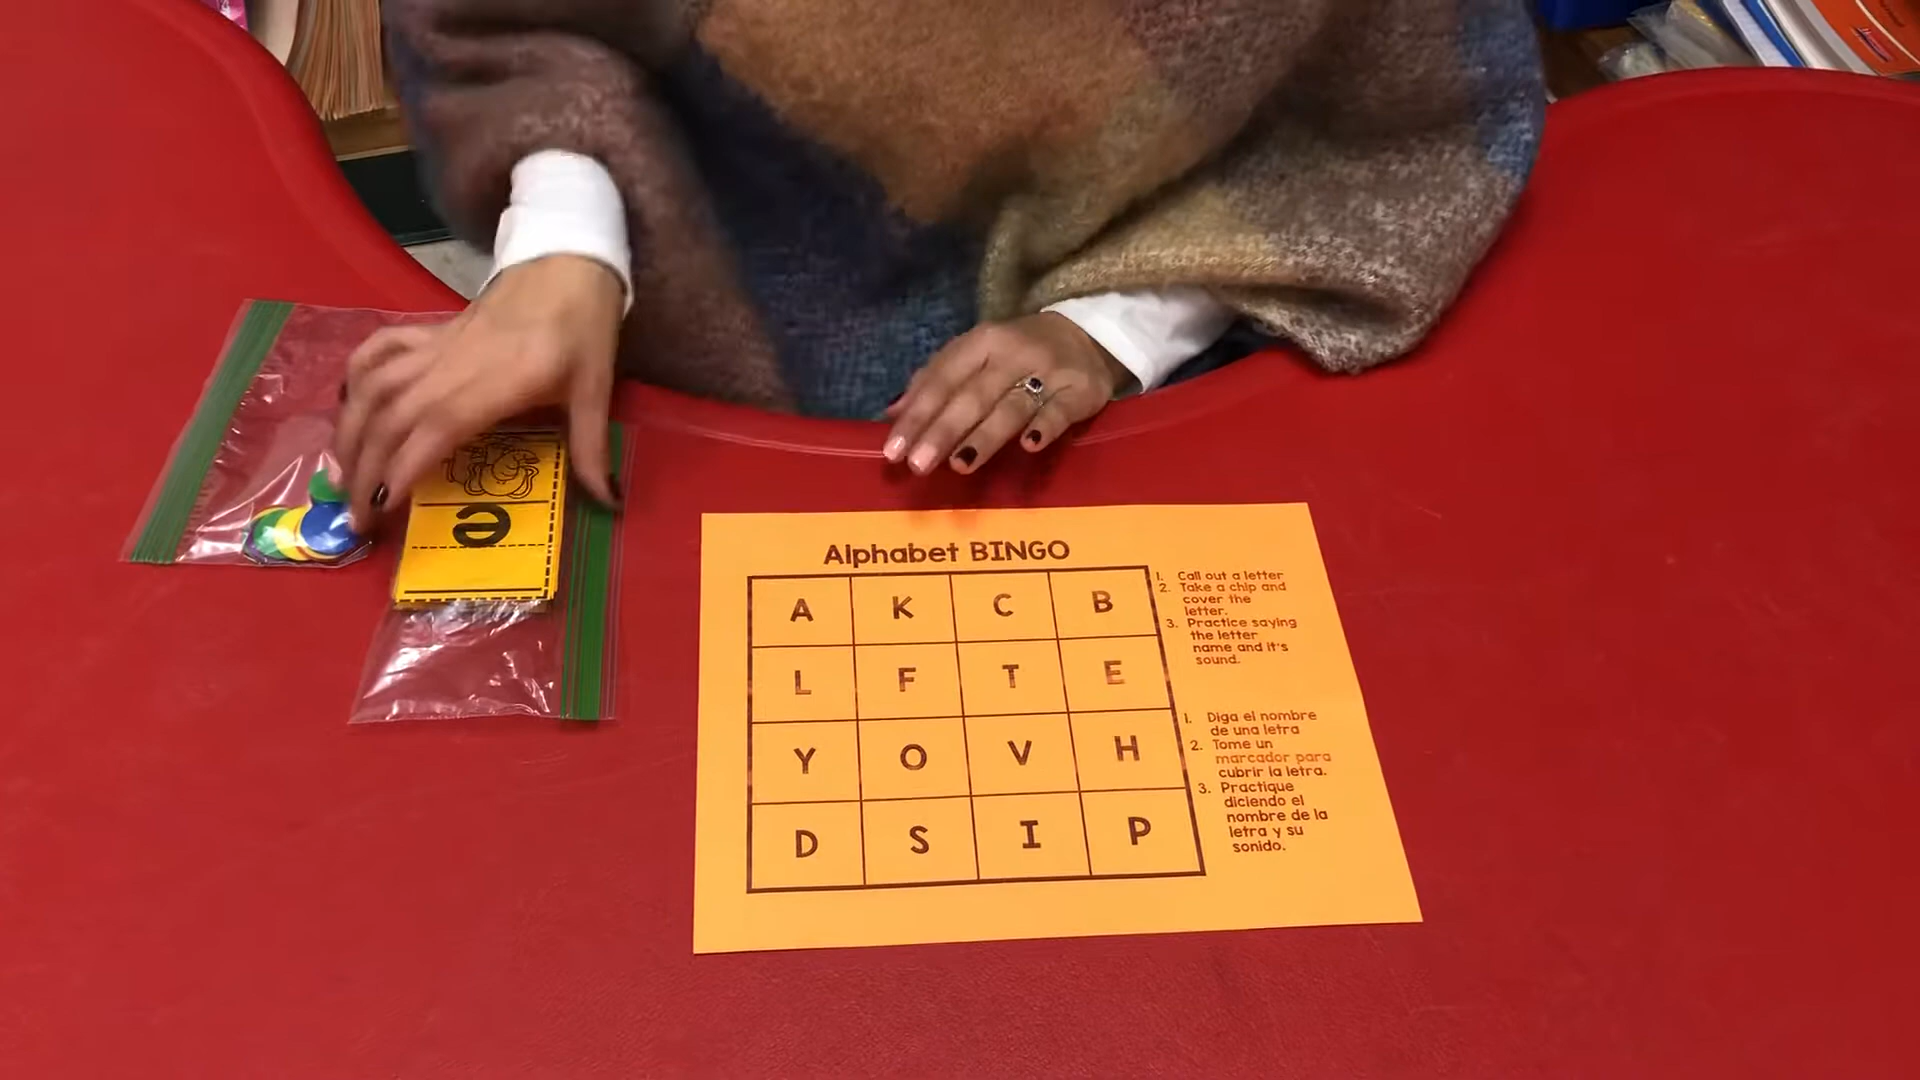 e
Alphabet BINGO
A K C B
L F T E
Y O V H
D S I P
1. Call out a letter
2. Take a chip and
cover the
letter.
3. Practice saying
the letter
name and it's
sound.
1. Diga el nombre
de una letra
2. Tome un
marcador para
cubrir la letra.
3. Practique
diciendo el
nombre de la
letra y su
sonido.